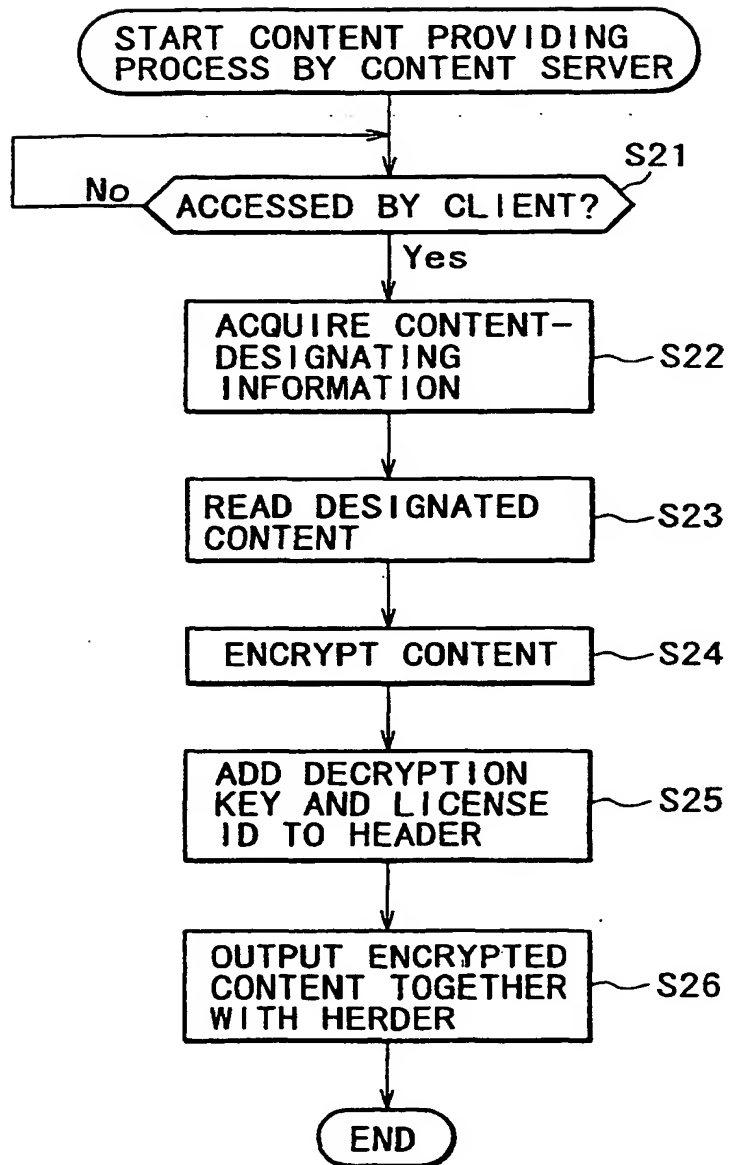 START CONTENT PROVIDING
PROCESS BY CONTENT SERVER
S21
No
ACCESSED BY CLIENT?
Yes
ACQUIRE CONTENT-
DESIGNATING
INFORMATION
S22
READ DESIGNATED
CONTENT
S23
ENCRYPT CONTENT
S24
ADD DECRYPTION
KEY AND LICENSE
ID TO HEADER
S25
OUTPUT ENCRYPTED
CONTENT TOGETHER
WITH HERDER
S26
END